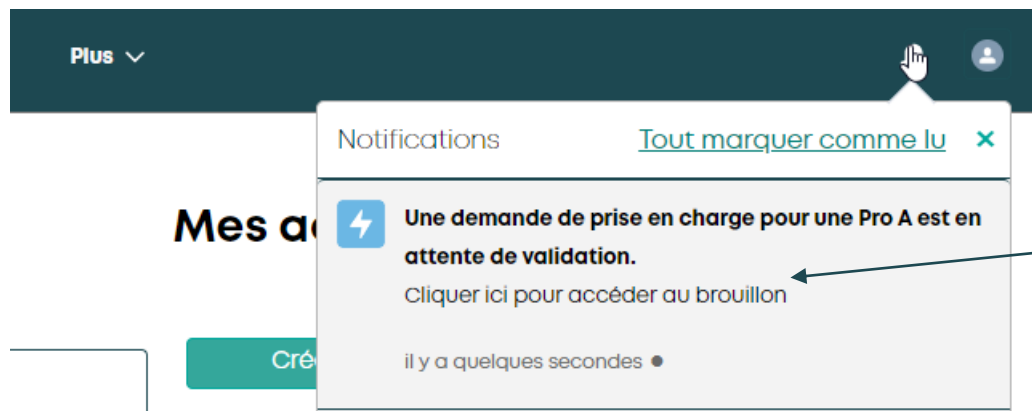 Plus
Notifications Tout marquer comme lu
Mes a
Une demande de prise en charge pour une Pro A est en
attente de validation.
Cliquer ici pour accéder au brouillon
Cré
il y a quelques secondes